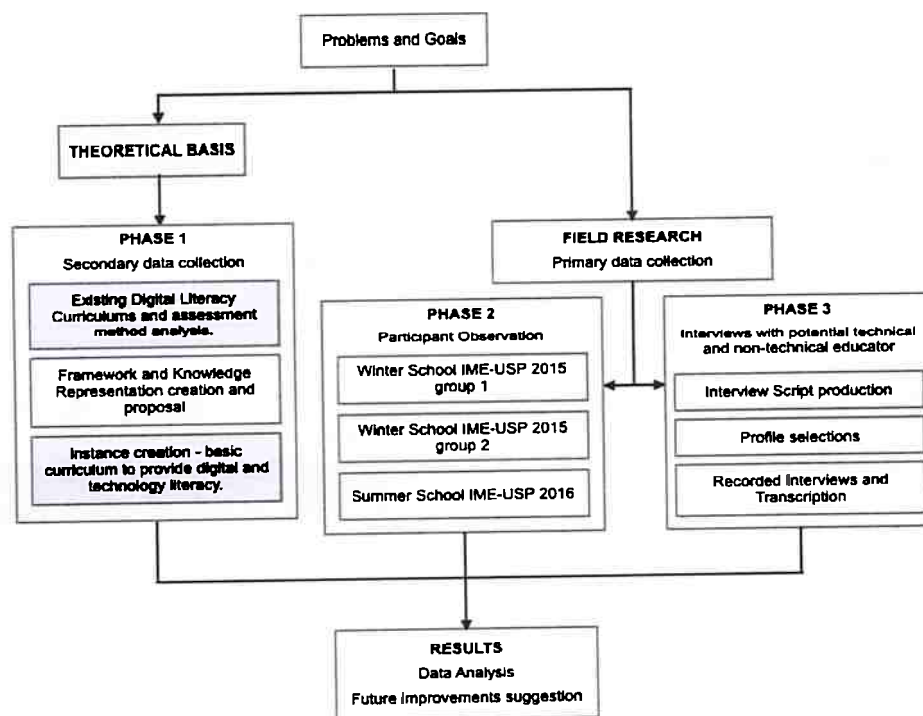 Problems and Goals
THEORETICAL BASIS
PHASE 1
Secondary data collection
Existing Digital Literacy
Curriculums and assessment
method analysis.
Framework and Knowledge
Representation creation and
proposal
Instance creation - basic
curriculum to provide digital and
technology literacy.
FIELD RESEARCH
Primary data collection
PHASE 2
Participant Observation
Winter School IME-USP 2015
group 1
Winter School IME-USP 2015
group 2
Summer School IME-USP 2016
PHASE 3
Interviews with potential technical
and non-technical educator
Interview Script production
Profile selections
Recorded Interviews and
Transcription
RESULTS
Data Analysis
Future improvements suggestion